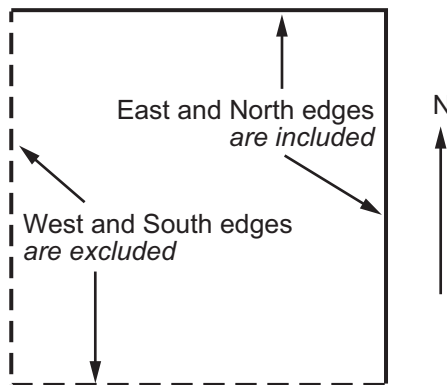 East and North edges
are included
N
West and South edges
are excluded